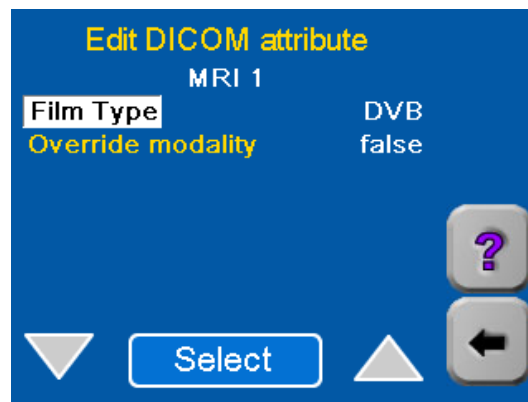 Edit DICOM attribute
MRI 1
Film Type DVB
Override modality false
?
Select